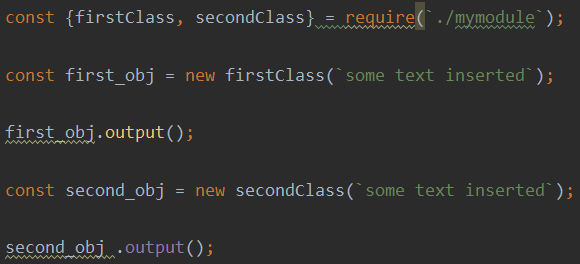 const {firstClass, secondClass} = require(`./mymodule`);
const first_obj = new firstClass(`some text inserted`);
first_obj.output();
const second_obj = new secondClass(`some text inserted`);
second_obj .output();